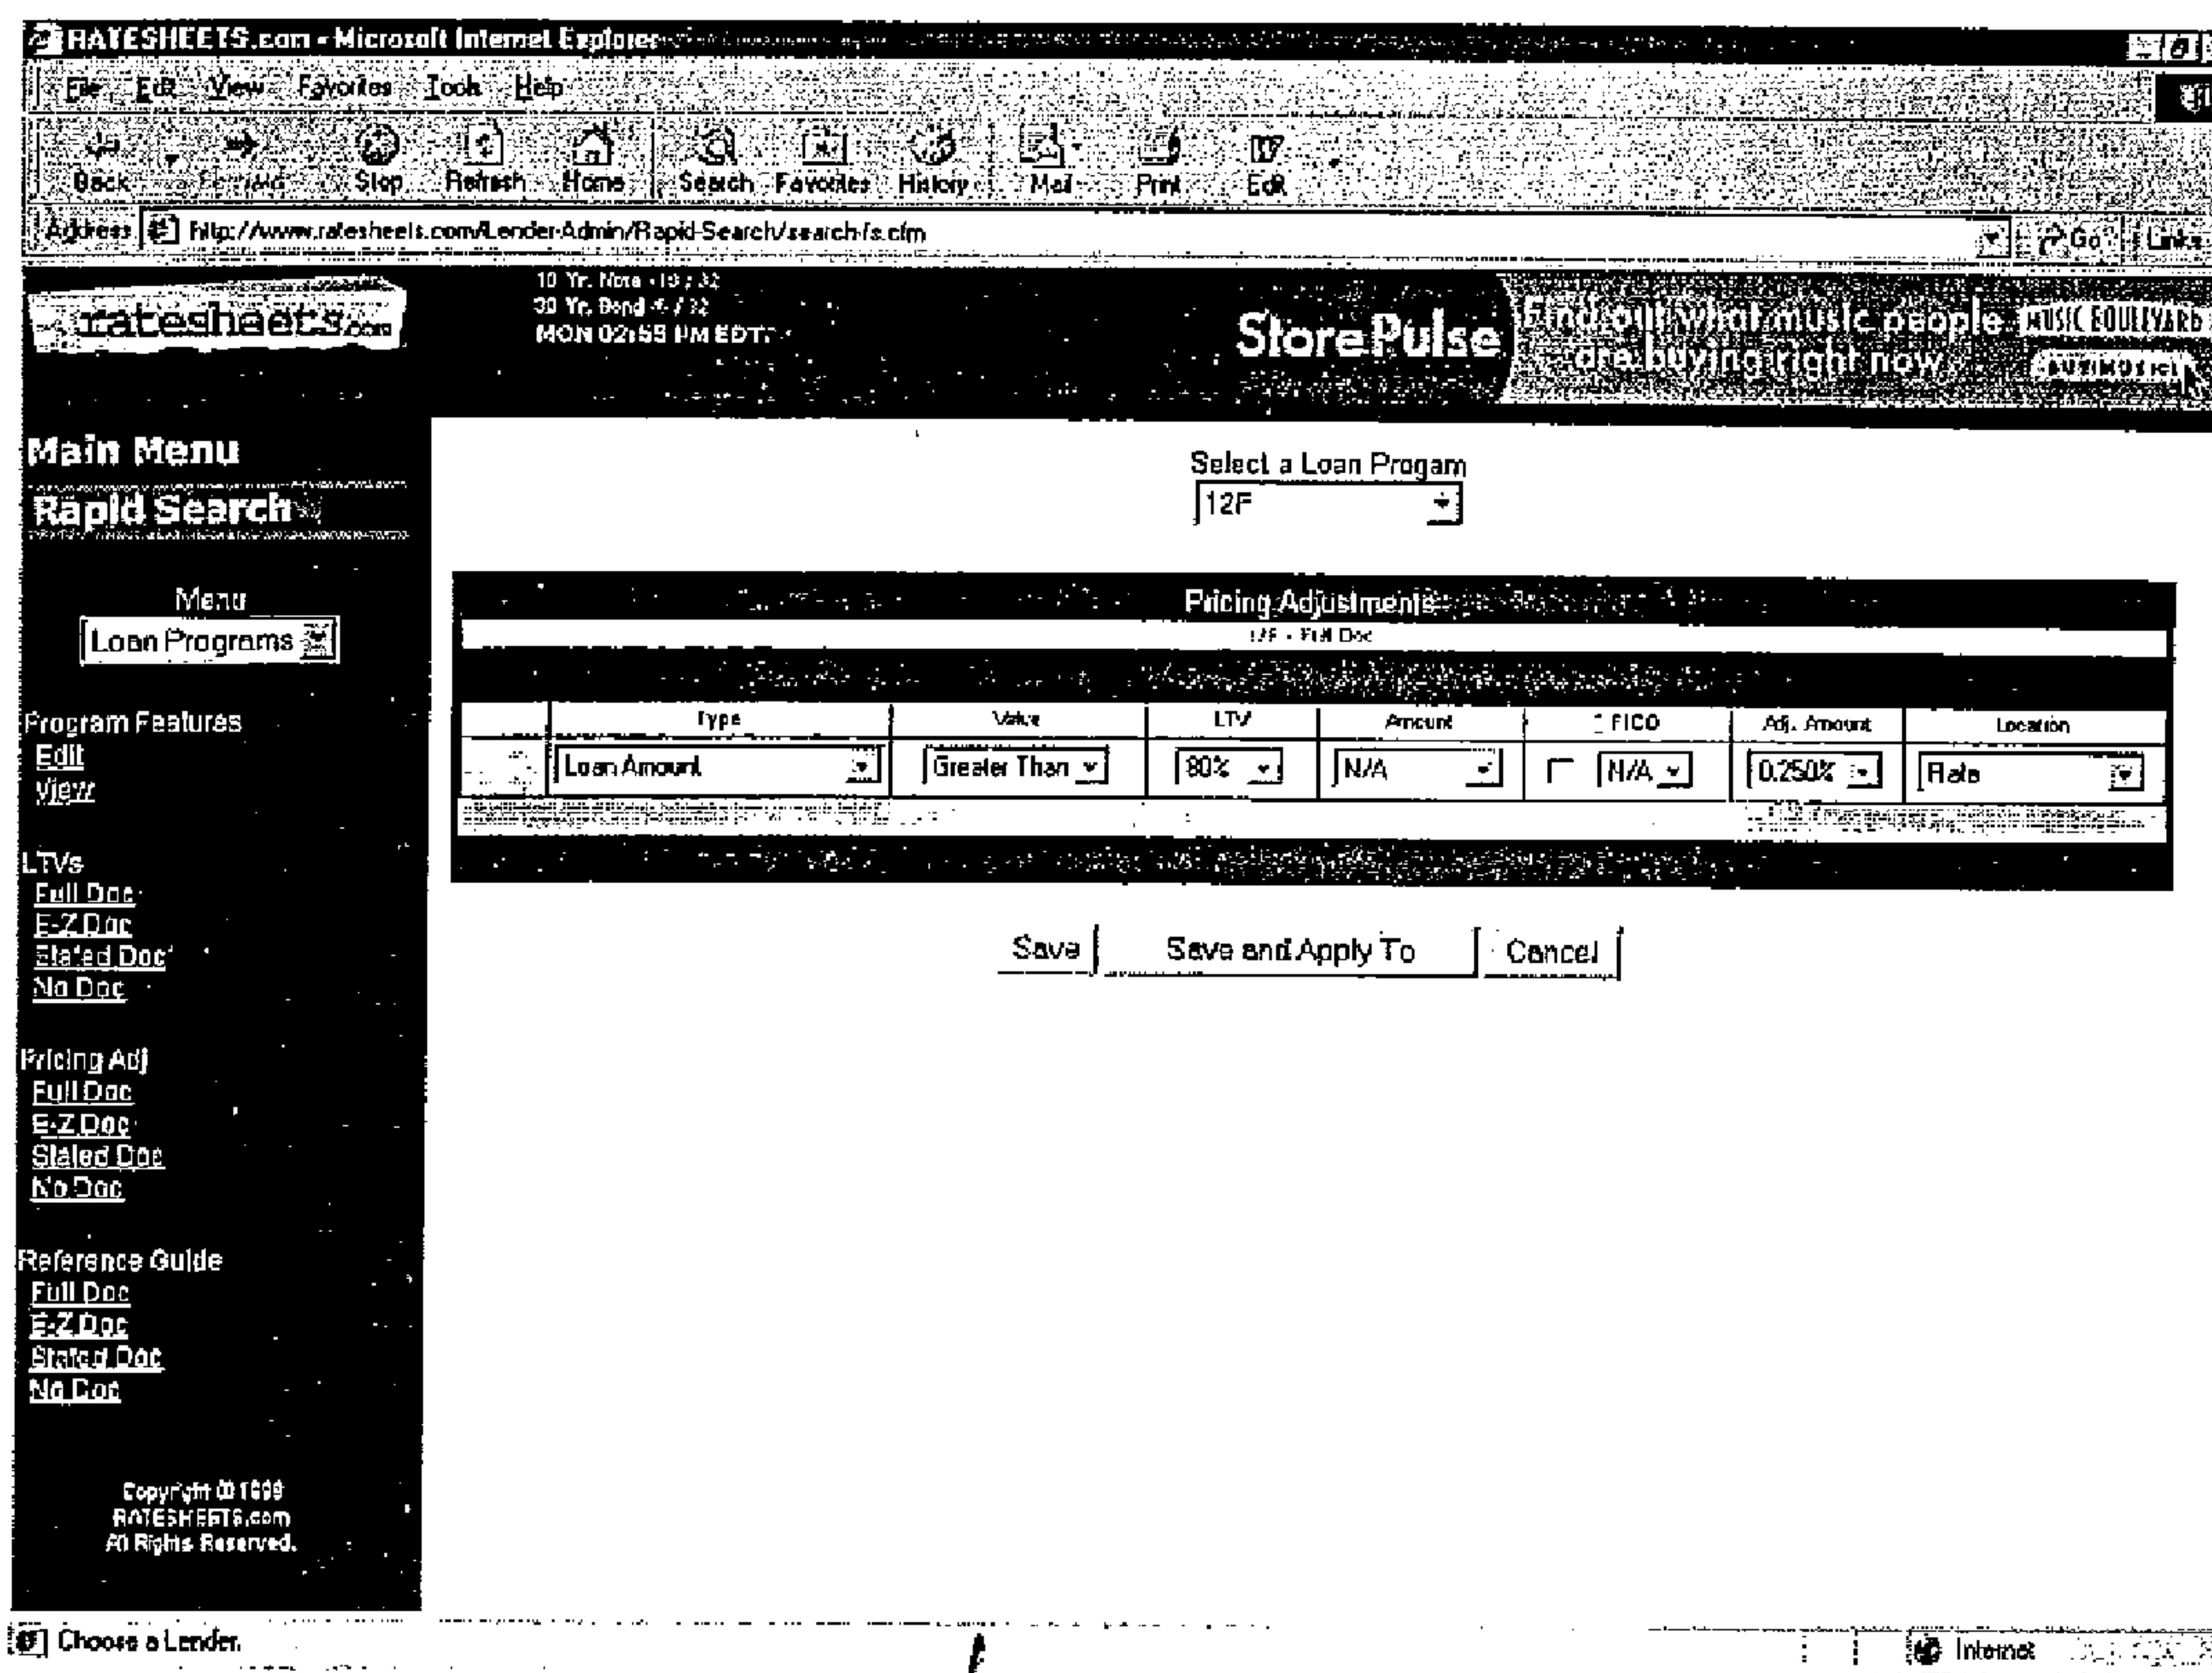 RATESHEETS.com - Microsoft Internet Explorer
File Edit View Favorites Tools Help
Back Forward Stop Refresh Home Search Favorites History Mail Print Edit
Address http://www.ratesheets.com/Lender-Admin/Rapid-Search/search-fs.cfm Go Links
ratesheets.com
10 Yr. Note
30 Yr. Bond
MON 02:55 PM EDT
StorePulse
Find out what music people are buying right now
MUSIC BOULEVARD
Main Menu
Rapid Search
Menu
Loan Programs
Program Features
Edit
View
LTVs
Full Doc
E-Z Doc
Stated Doc
No Doc
Pricing Adj
Full Doc
E-Z Doc
Stated Doc
No Doc
Reference Guide
Full Doc
E-Z Doc
Stated Doc
No Doc
Copyright © 1999
RATESHEETS.com
All Rights Reserved.
Select a Loan Progam
12F
Pricing Adjustments
12F - Full Doc
Type Value LTV Amount FICO Adj. Amount Location
Loan Amount Greater Than 80% N/A N/A 0.250% Rate
Save Save and Apply To Cancel
Choose a Lender. Internet